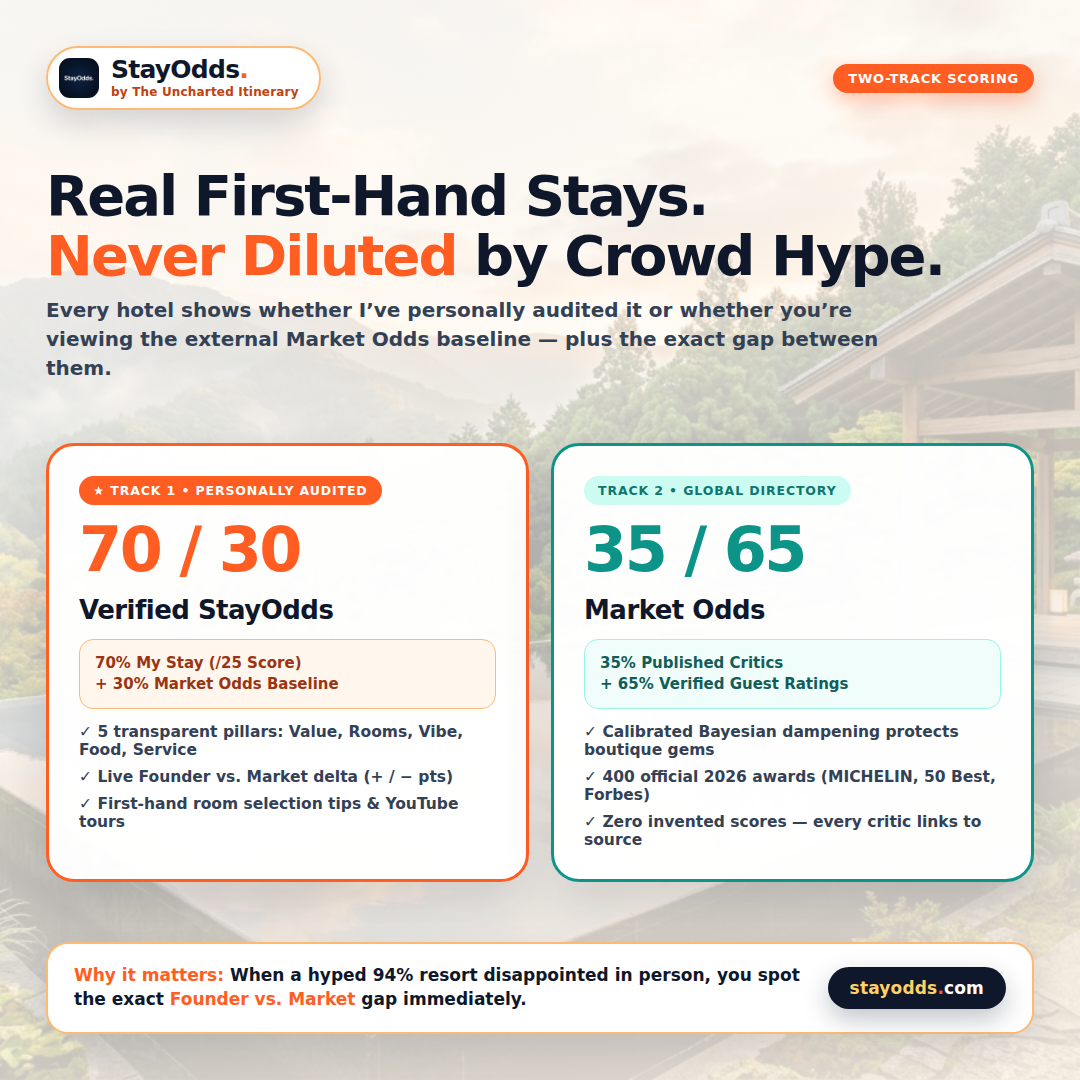 StayOdds.
StayOdds.
by The Uncharted Itinerary
TWO-TRACK SCORING
Real First-Hand Stays.
Never Diluted by Crowd Hype.
Every hotel shows whether I’ve personally audited it or whether you’re
viewing the external Market Odds baseline — plus the exact gap between
them.
★ TRACK 1 • PERSONALLY AUDITED
70 / 30
Verified StayOdds
70% My Stay (/25 Score)
+ 30% Market Odds Baseline
✓ 5 transparent pillars: Value, Rooms, Vibe,
Food, Service
✓ Live Founder vs. Market delta (+ / − pts)
✓ First-hand room selection tips & YouTube
tours
TRACK 2 • GLOBAL DIRECTORY
35 / 65
Market Odds
35% Published Critics
+ 65% Verified Guest Ratings
✓ Calibrated Bayesian dampening protects
boutique gems
✓ 400 official 2026 awards (MICHELIN, 50 Best,
Forbes)
✓ Zero invented scores — every critic links to
source
Why it matters: When a hyped 94% resort disappointed in person, you spot
the exact Founder vs. Market gap immediately.
stayodds.com